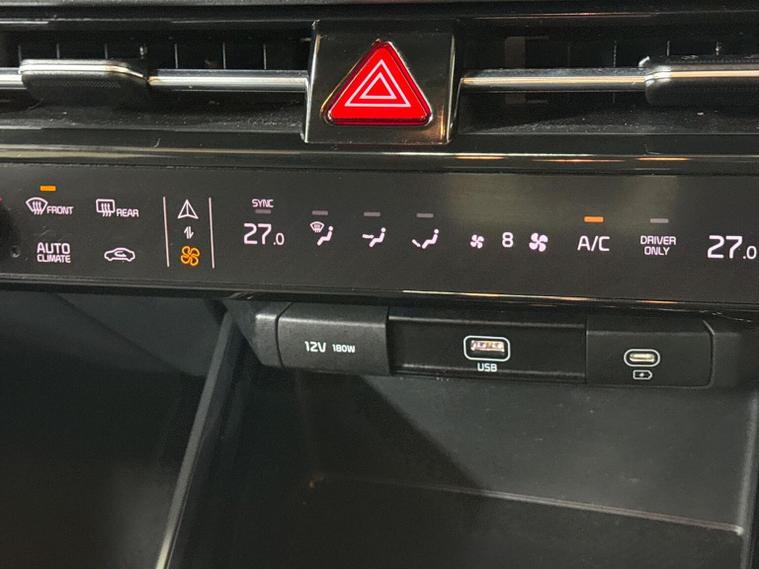 FRONT
REAR
SYNC
27.0
8
A/C
DRIVER
ONLY
27.0
AUTO
CLIMATE
12V 180W
USB